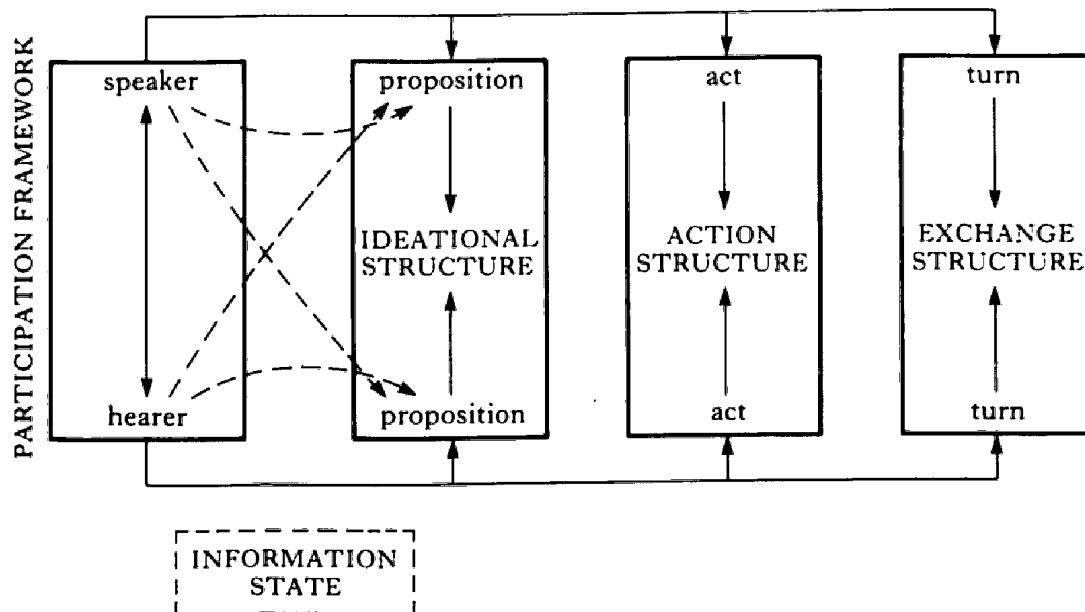 PARTICIPATION FRAMEWORK
speaker
proposition
act
turn
IDEATIONAL
STRUCTURE
ACTION
STRUCTURE
EXCHANGE
STRUCTURE
hearer
proposition
act
turn
INFORMATION
STATE